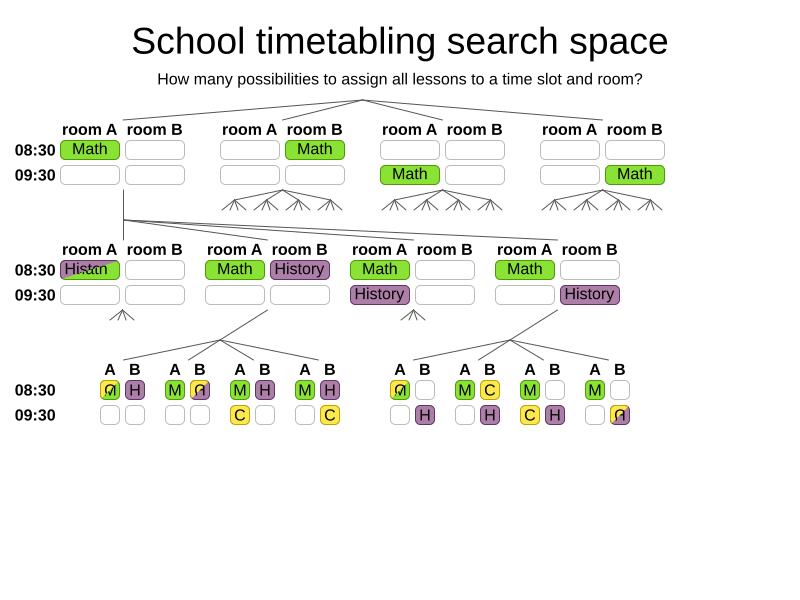 School timetabling search space
How many possibilities to assign all lessons to a time slot and room?
room A room B room A room B room A room B room A room B
08:30 Math Math
09:30 Math Math
room A room B room A room B room A room B room A room B
08:30 Math History Math Math
09:30 History History
A B A B A B A B A B A B A B A B
08:30 M H M M H M H M C M M
09:30 C C H H C H